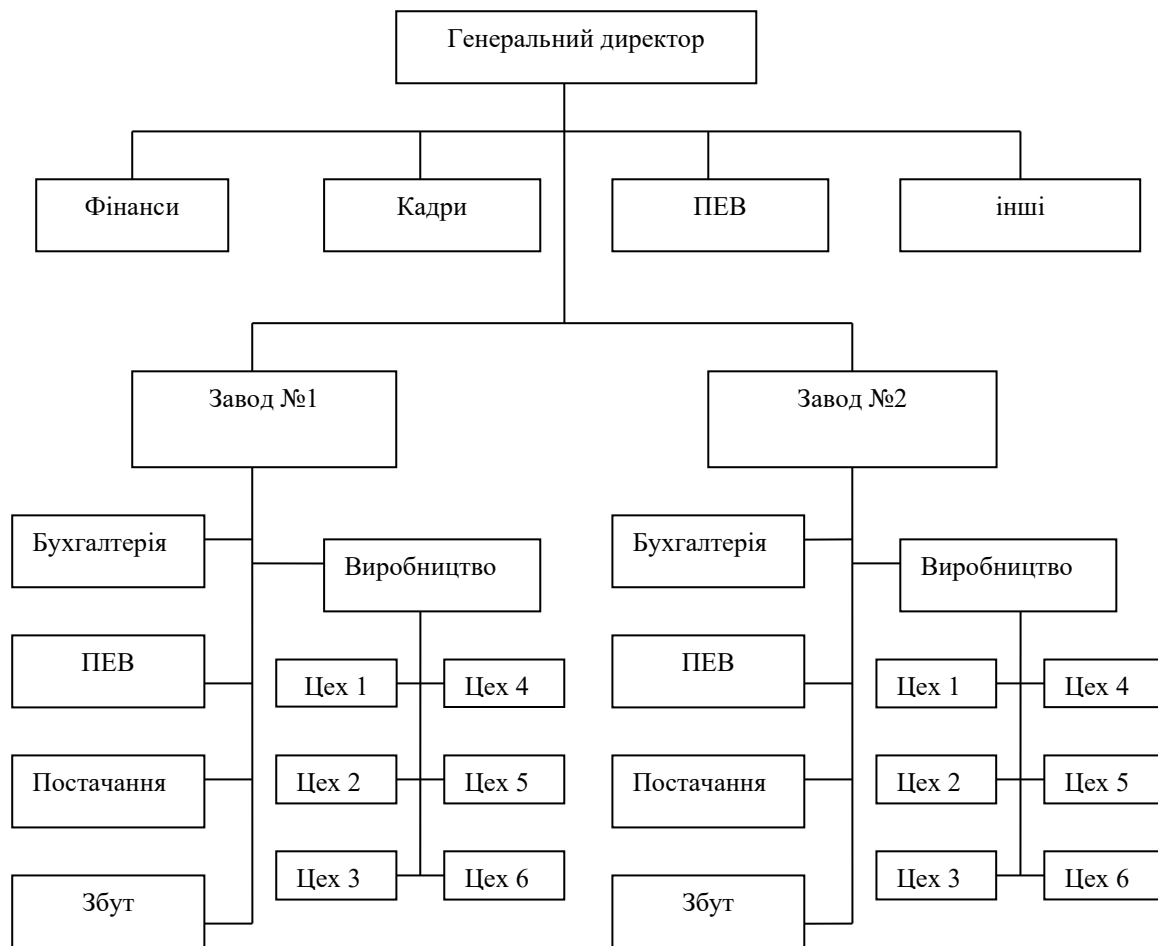 Генеральний директор
Фінанси
Кадри
ПЕВ
інші
Завод №1
Завод №2
Бухгалтерія
Виробництво
Бухгалтерія
Виробництво
ПЕВ
Цех 1
Цех 4
ПЕВ
Цех 1
Цех 4
Постачання
Цех 2
Цех 5
Постачання
Цех 2
Цех 5
Збут
Цех 3
Цех 6
Збут
Цех 3
Цех 6